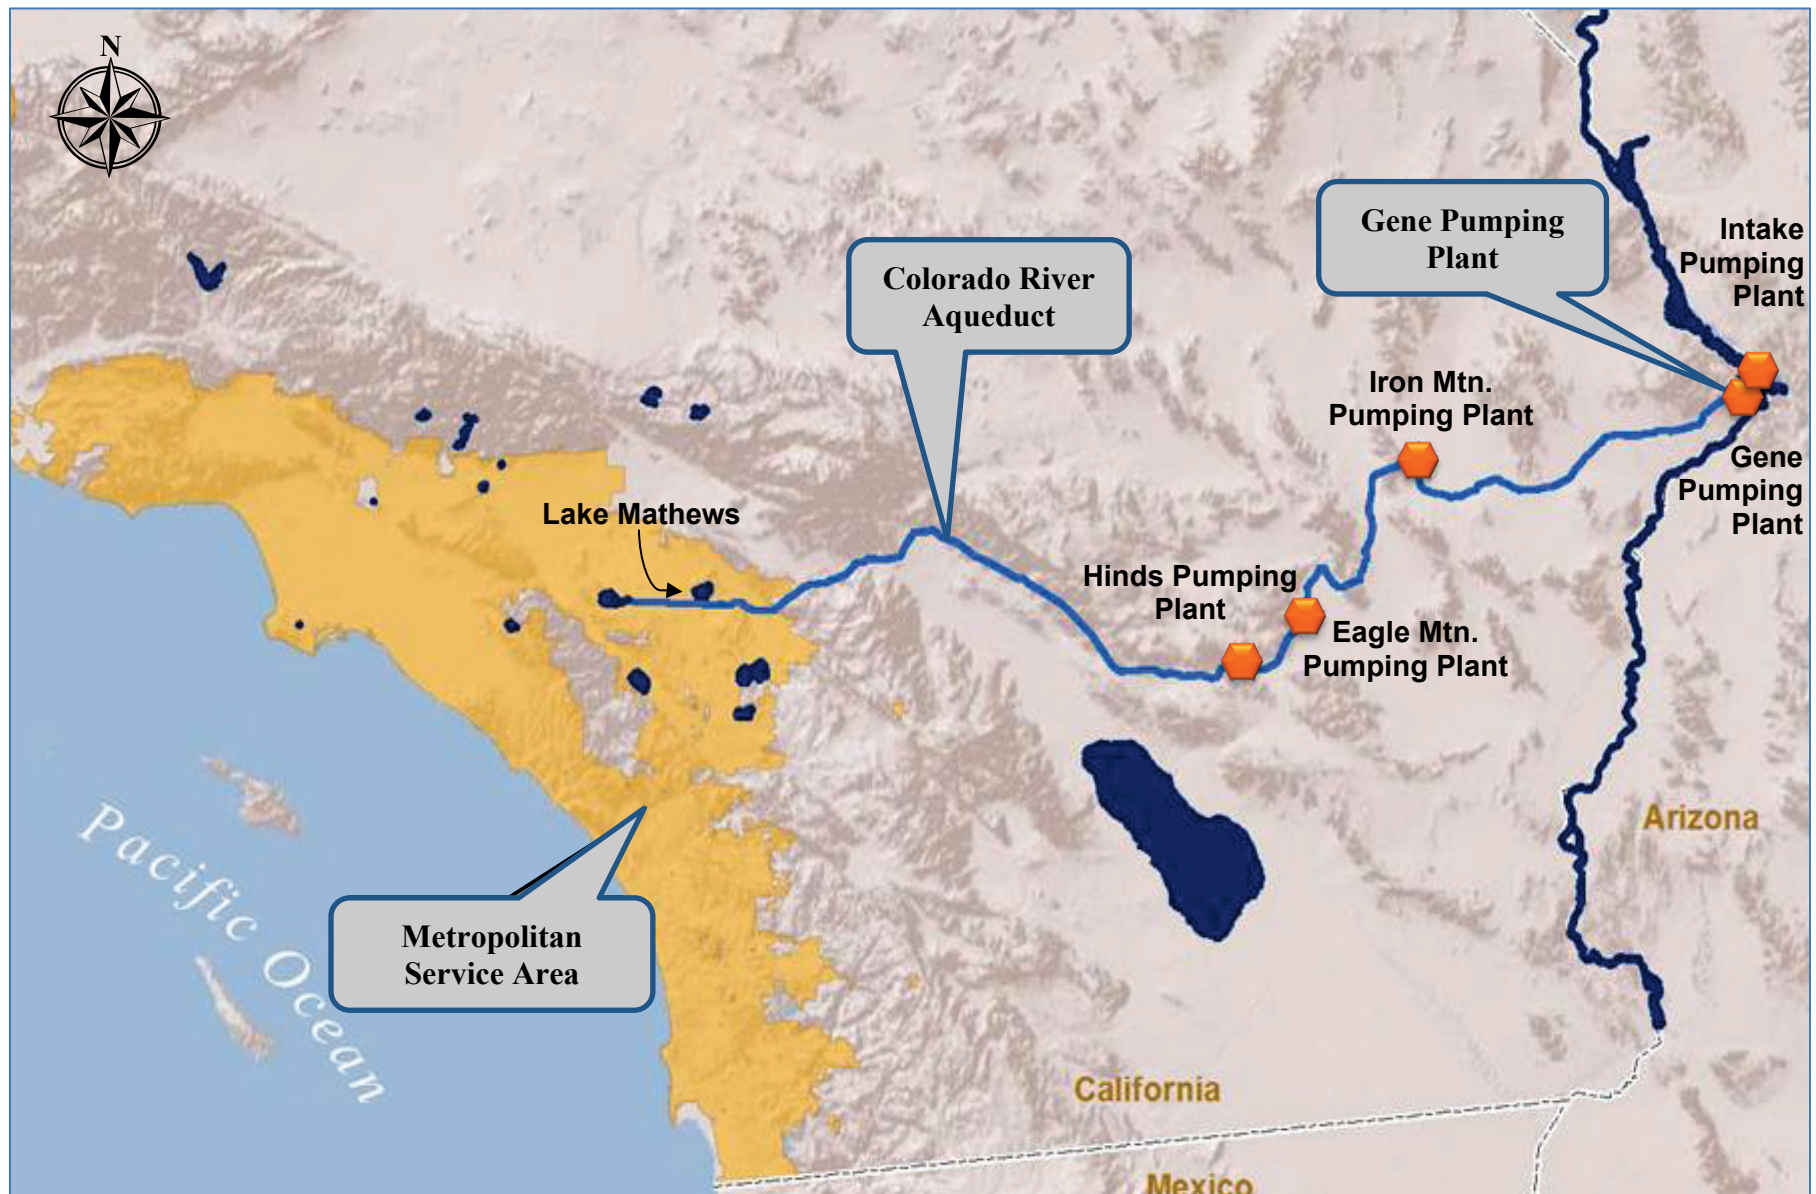 N
Gene Pumping
Plant
Intake
Pumping
Plant
Colorado River
Aqueduct
Iron Mtn.
Pumping Plant
Gene
Pumping
Plant
Lake Mathews
Hinds Pumping
Plant
Eagle Mtn.
Pumping Plant
Arizona
Pacific Ocean
Metropolitan
Service Area
California
Mexico